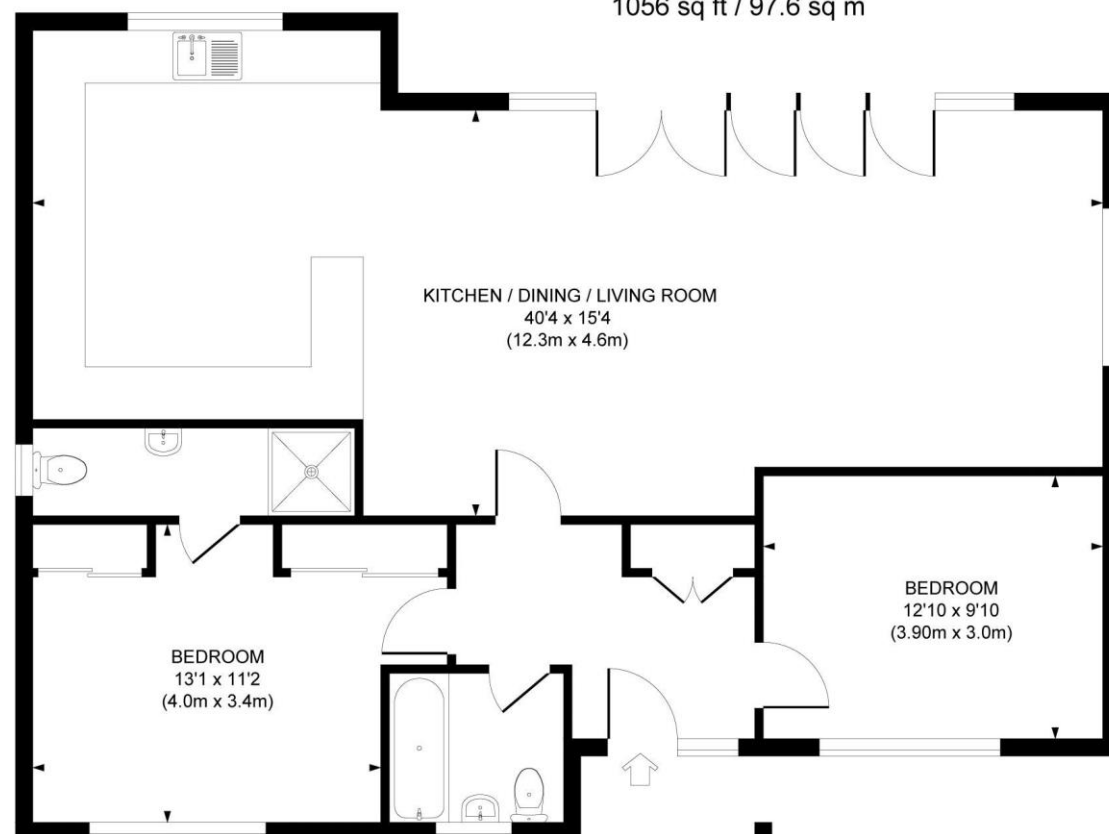 1056 sq ft / 97.6 sq m
KITCHEN / DINING / LIVING ROOM
40'4 x 15'4
(12.3m x 4.6m)
BEDROOM
12'10 x 9'10
(3.90m x 3.0m)
BEDROOM
13'1 x 11'2
(4.0m x 3.4m)